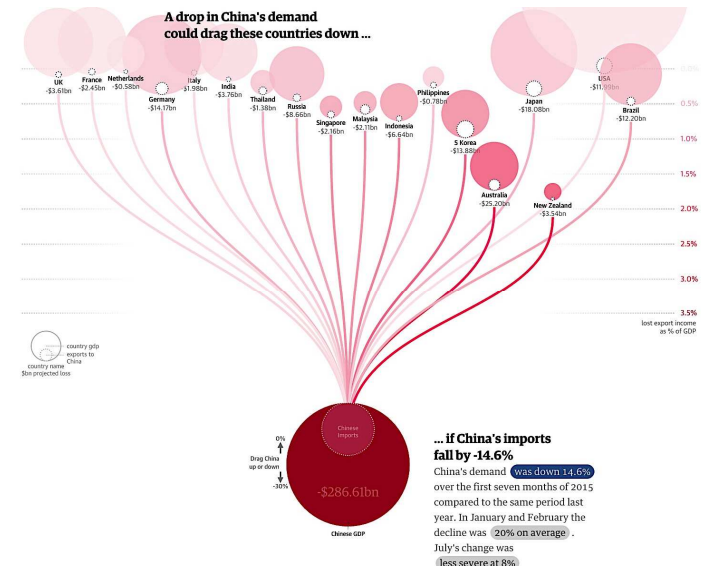 A drop in China's demand
could drag these countries down ...
UK
-$3.61bn
France
-$2.45bn
Netherlands
-$0.58bn
Germany
-$14.17bn
Italy
-$1.98bn
India
-$3.76bn
Thailand
-$1.38bn
Russia
-$8.66bn
Singapore
-$2.16bn
Malaysia
-$2.11bn
Indonesia
-$6.64bn
Philippines
-$0.78bn
S Korea
-$13.88bn
Australia
-$25.20bn
Japan
-$18.08bn
New Zealand
-$3.54bn
USA
Brazil
-$12.20bn
0.5%
1.0%
1.5%
2.0%
2.5%
3.0%
3.5%
lost export income
as % of GDP
country gdp
exports to
China
country name
$bn projected loss
Chinese
imports
0%
Drag China
up or down
-30%
-$286.61bn
Chinese GDP
... if China's imports
fall by -14.6%
China's demand was down 14.6%
over the first seven months of 2015
compared to the same period last
year. In January and February the
decline was 20% on average .
July's change was
less severe at 8%